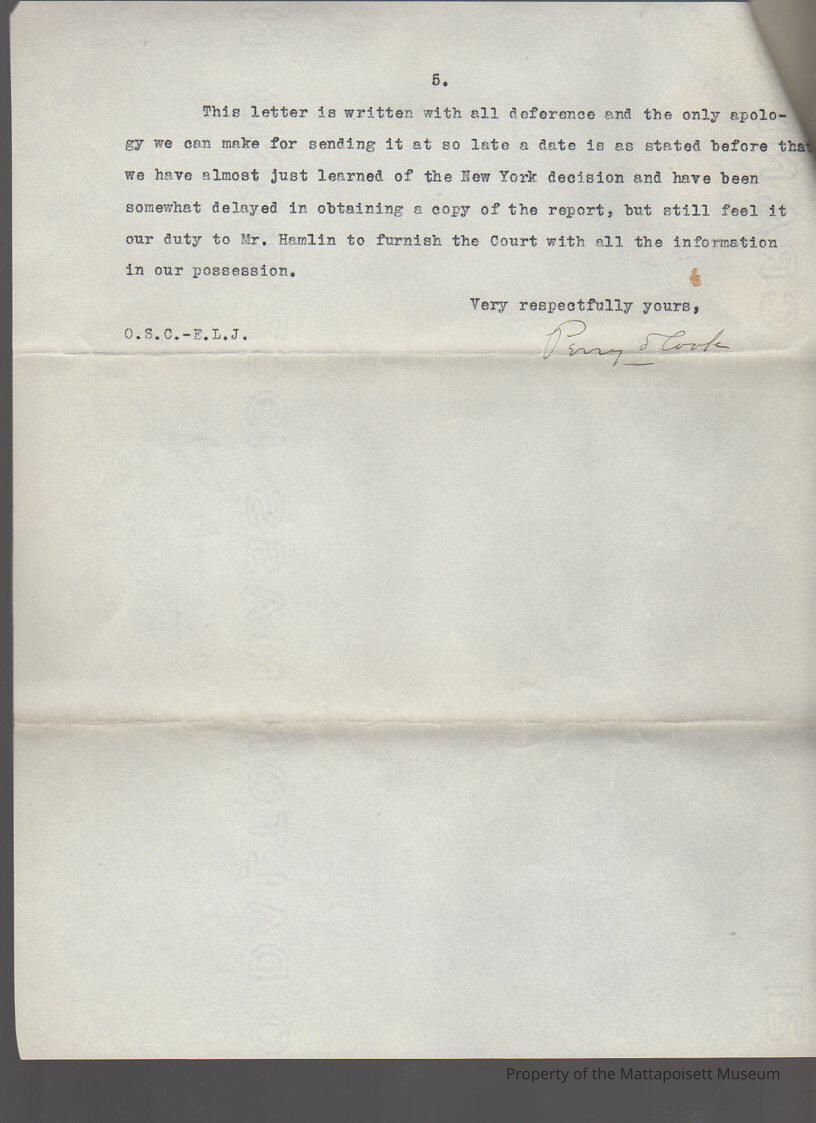 5.
This letter is written with all deference and the only apolo-
gy we can make for sending it at so late a date is as stated before that
we have almost just learned of the New York decision and have been
somewhat delayed in obtaining a copy of the report, but still feel it
our duty to Mr. Hamlin to furnish the Court with all the information
in our possession.
Very respectfully yours,
O.S.C.-E.L.J.
Perry & Cook
Property of the Mattapoisett Museum